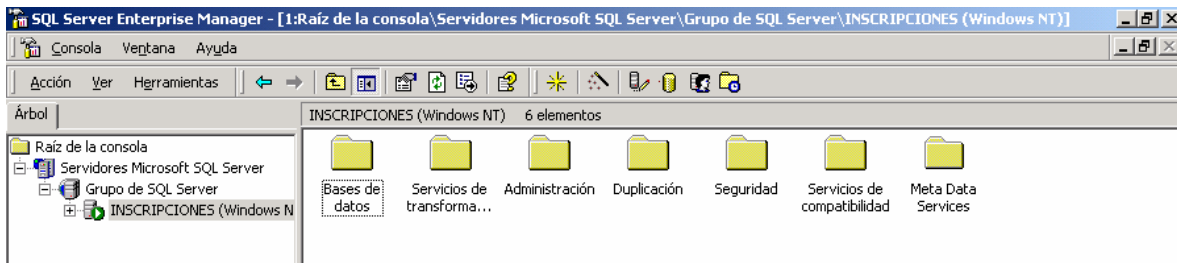 SQL Server Enterprise Manager - [1:Raíz de la consola\Servidores Microsoft SQL Server\Grupo de SQL Server\INSCRIPCIONES (Windows NT)]
Consola Ventana Ayuda
Acción Ver Herramientas
Árbol
INSCRIPCIONES (Windows NT) 6 elementos
Raíz de la consola
Servidores Microsoft SQL Server
Grupo de SQL Server
INSCRIPCIONES (Windows N
Bases de
datos
Servicios de
transforma...
Administración
Duplicación
Seguridad
Servicios de
compatibilidad
Meta Data
Services